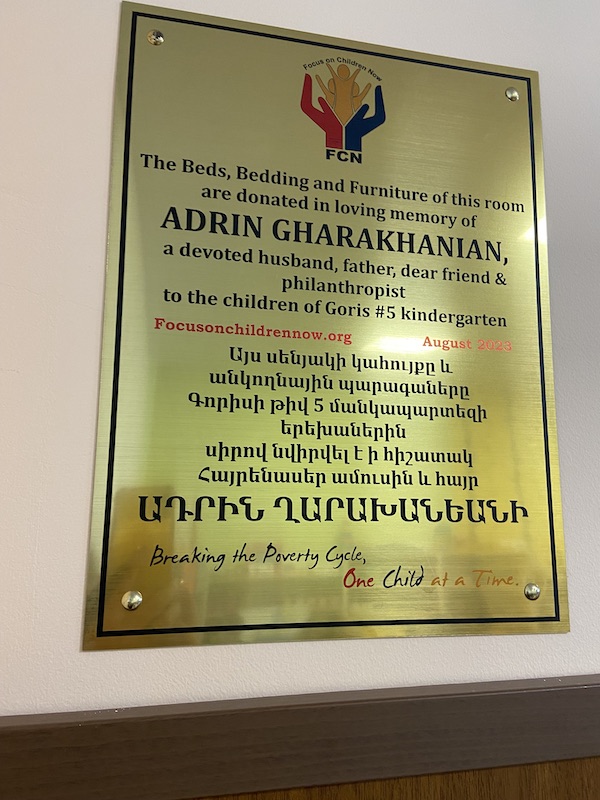 Focus on Children Now
FCN
The Beds, Bedding and Furniture of this room
are donated in loving memory of
ADRIN GHARAKHANIAN,
a devoted husband, father, dear friend &
philanthropist
to the children of Goris #5 kindergarten
Focusonchildrennow.org August 2023
Այս սենյակի կահույքը և
անկողնային պարագաները
Գորիսի թիվ 5 մանկապարտեզի
երեխաներին
սիրով նվիրվել է ի հիշատակ
Հայրենասեր ամուսին և հայր
ԱԴՐԻՆ ՂԱՐԱԽԱՆԵԱՆԻ
Breaking the Poverty Cycle,
One Child at a Time.